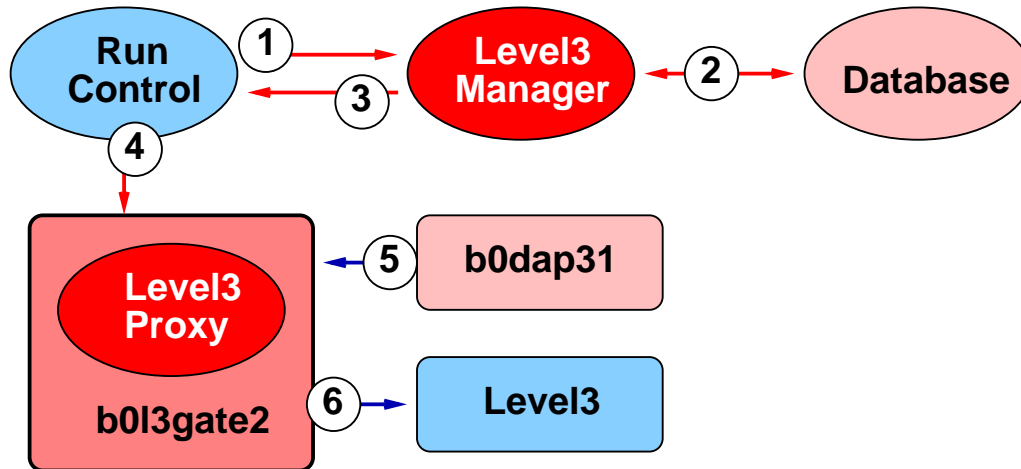 Run
Control
1
3
Level3
Manager
2
Database
4
Level3
Proxy
b0l3gate2
5
b0dap31
6
Level3